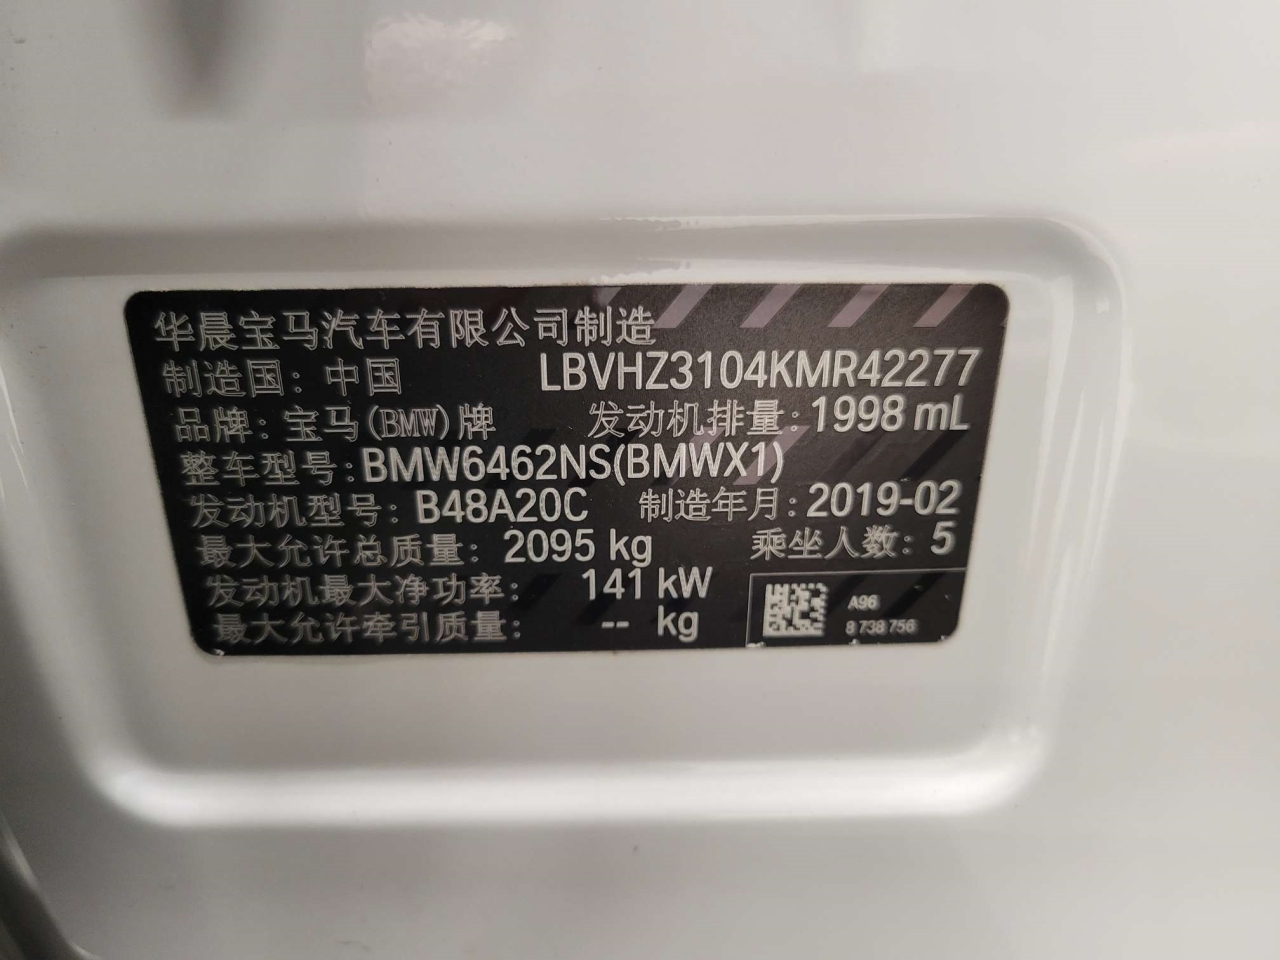 华晨宝马汽车有限公司制造
制造国：中国 LBVHZ3104KMR42277
品牌：宝马(BMW)牌 发动机排量：1998 mL
整车型号：BMW6462NS(BMWX1)
发动机型号：B48A20C 制造年月：2019-02
最大允许总质量：2095 kg 乘坐人数：5
发动机最大净功率：141 kW
最大允许牵引质量：-- kg
A96
8 738 756